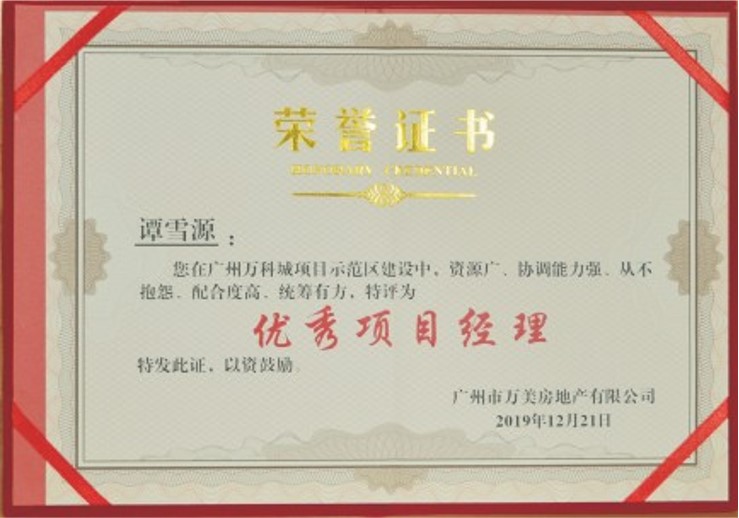 荣誉证书
HONORARY CREDENTIAL
谭雪源：
您在广州万科城项目示范区建设中，资源广、协调能力强、从不
抱怨、配合度高、统筹有方，特评为
优秀项目经理
特发此证，以资鼓励。
广州市万美房地产有限公司
2019年12月21日